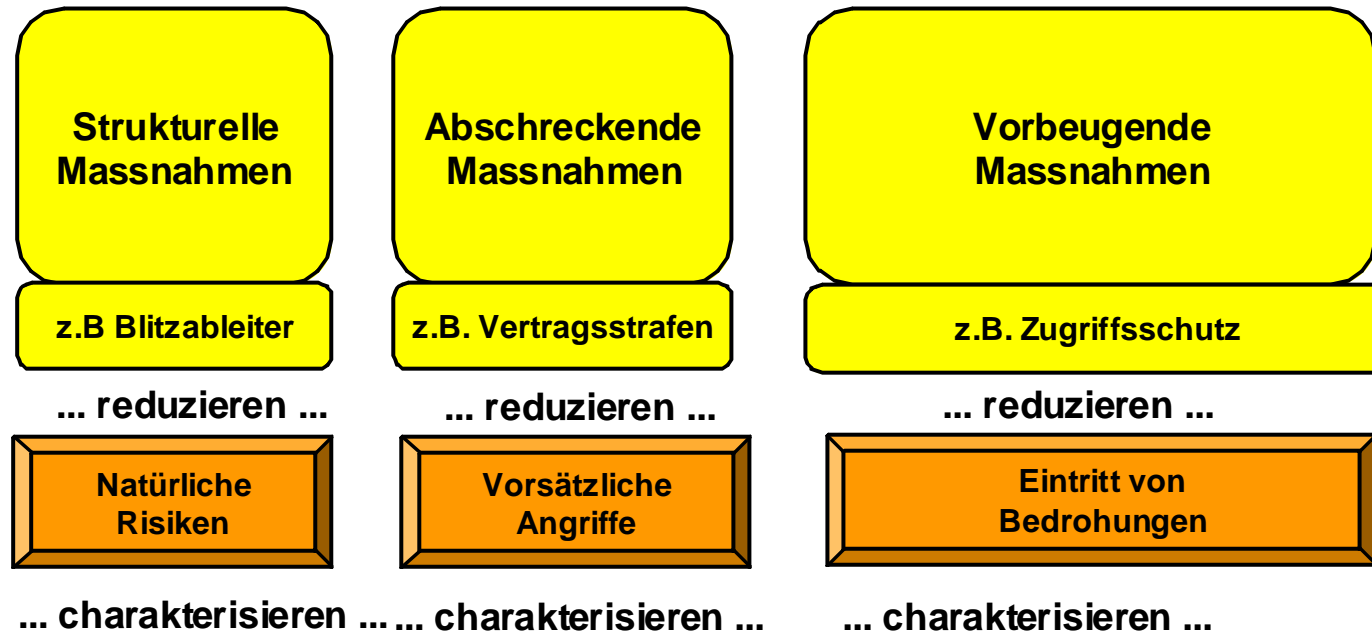 Strukturelle
Massnahmen
z.B Blitzableiter
... reduzieren ...
Natürliche
Risiken
... charakterisieren ...
Abschreckende
Massnahmen
z.B. Vertragsstrafen
... reduzieren ...
Vorsätzliche
Angriffe
... charakterisieren ...
Vorbeugende
Massnahmen
z.B. Zugriffsschutz
... reduzieren ...
Eintritt von
Bedrohungen
... charakterisieren ...